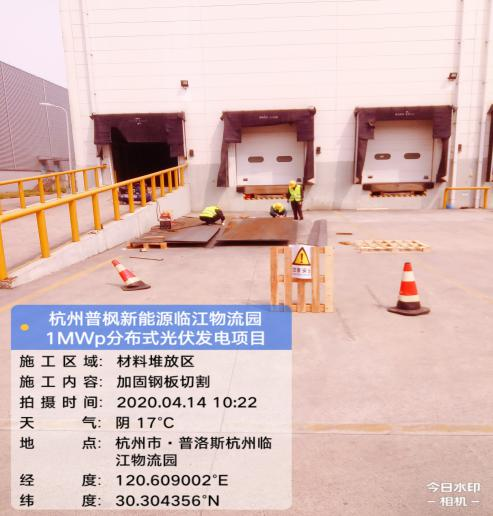 杭州普枫新能源临江物流园
1MWp分布式光伏发电项目
施工区域: 材料堆放区
施工内容: 加固钢板切割
拍摄时间: 2020.04.14 10:22
天气: 阴 17°C
地点: 杭州市·普洛斯杭州临
江物流园
经度: 120.609002°E
纬度: 30.304356°N
今日水印
-相机-